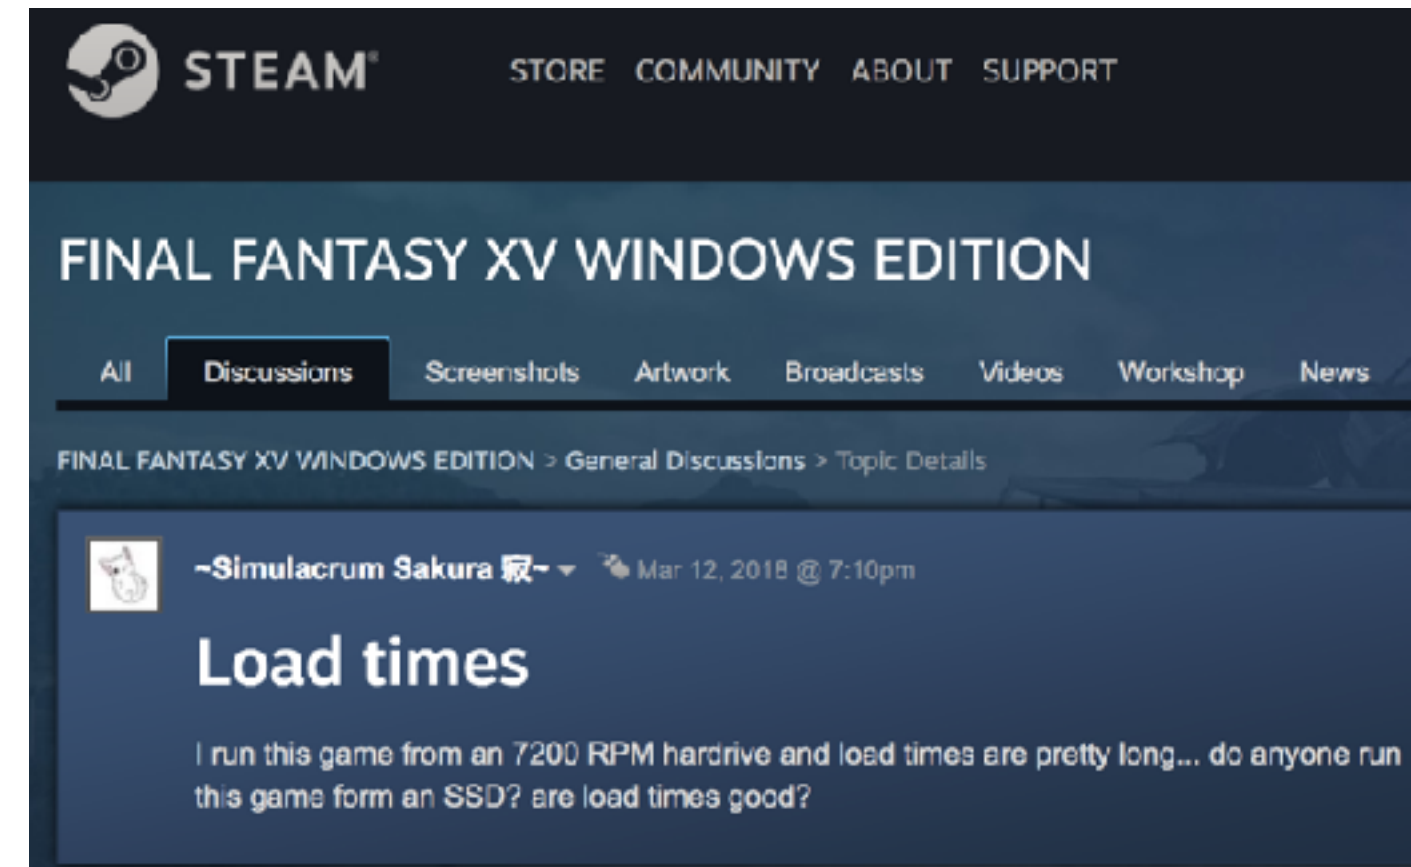 STEAM®
STORE COMMUNITY ABOUT SUPPORT
FINAL FANTASY XV WINDOWS EDITION
All Discussions Screenshots Artwork Broadcasts Videos Workshop News
FINAL FANTASY XV WINDOWS EDITION > General Discussions > Topic Details
~Simulacrum Sakura 寂~ Mar 12, 2018 @ 7:10pm
Load times
I run this game from an 7200 RPM hardrive and load times are pretty long... do anyone run
this game form an SSD? are load times good?